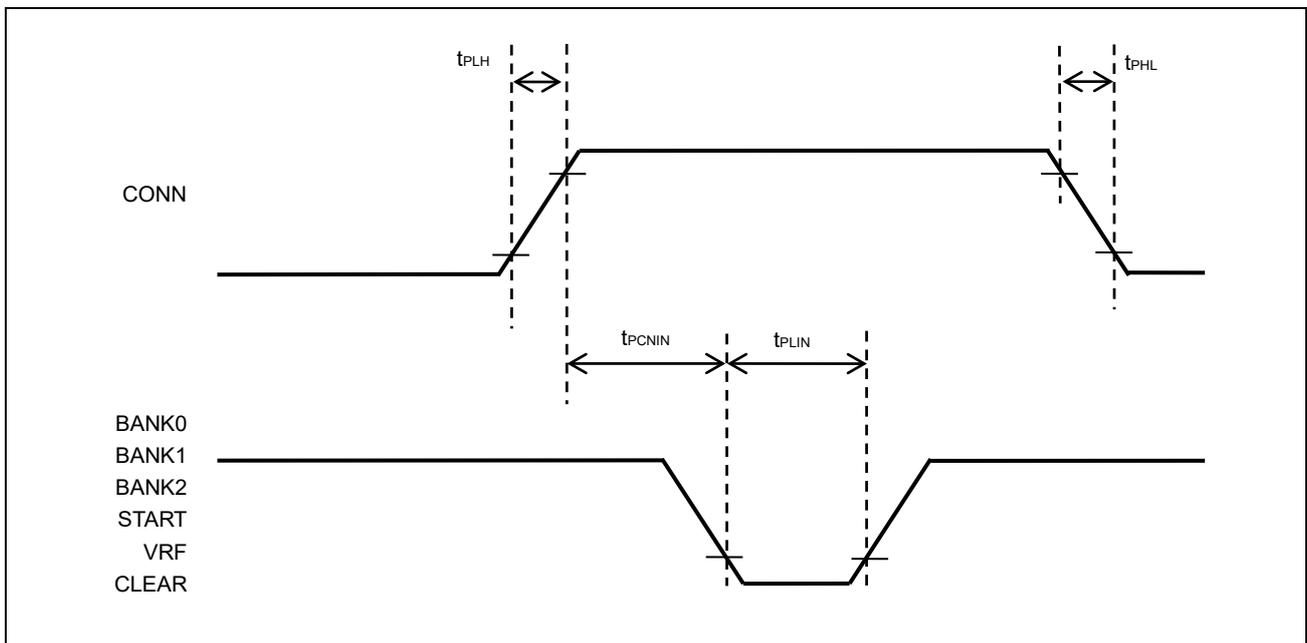 tPLH
tPHL
CONN
tPCNIN
tPLIN
BANK0
BANK1
BANK2
START
VRF
CLEAR